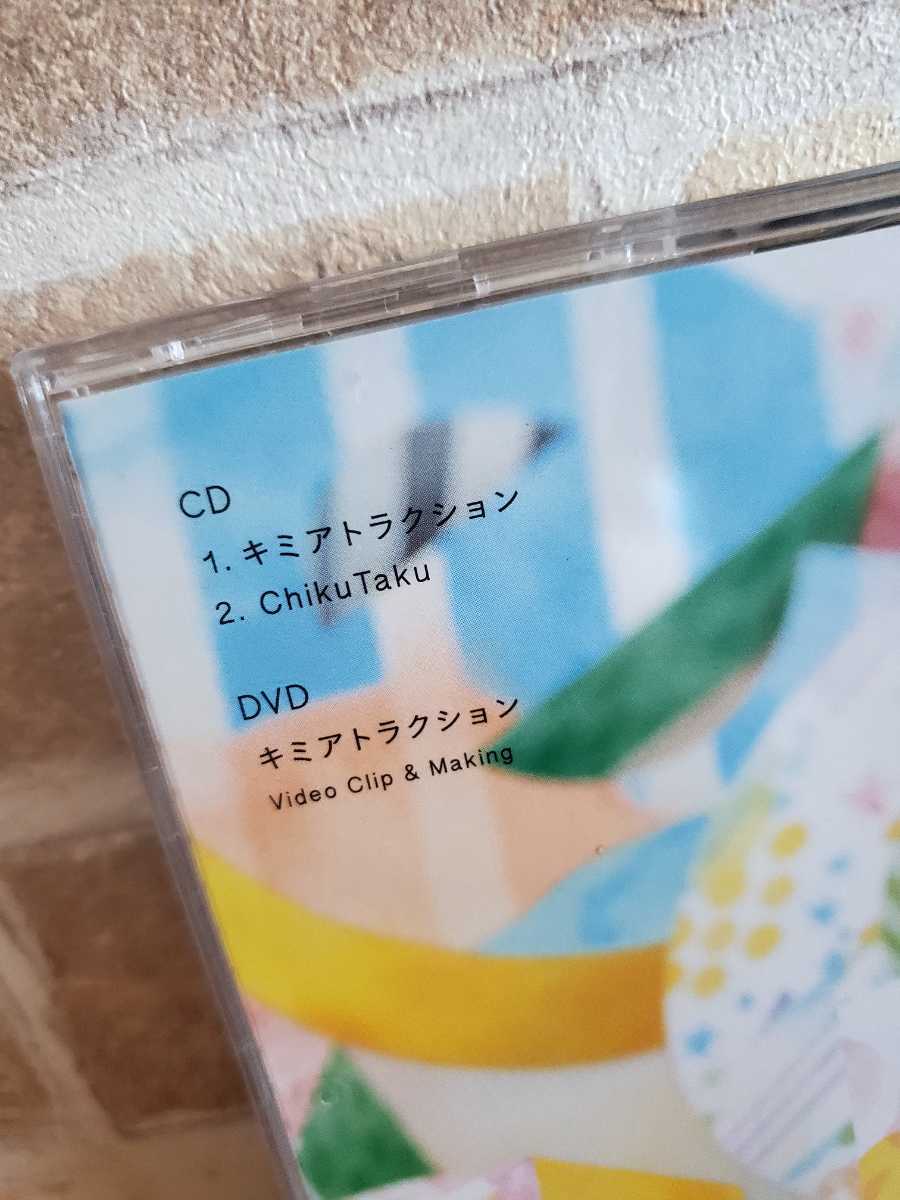 CD
1. キミアトラクション
2. ChikuTaku
DVD
キミアトラクション
Video Clip & Making